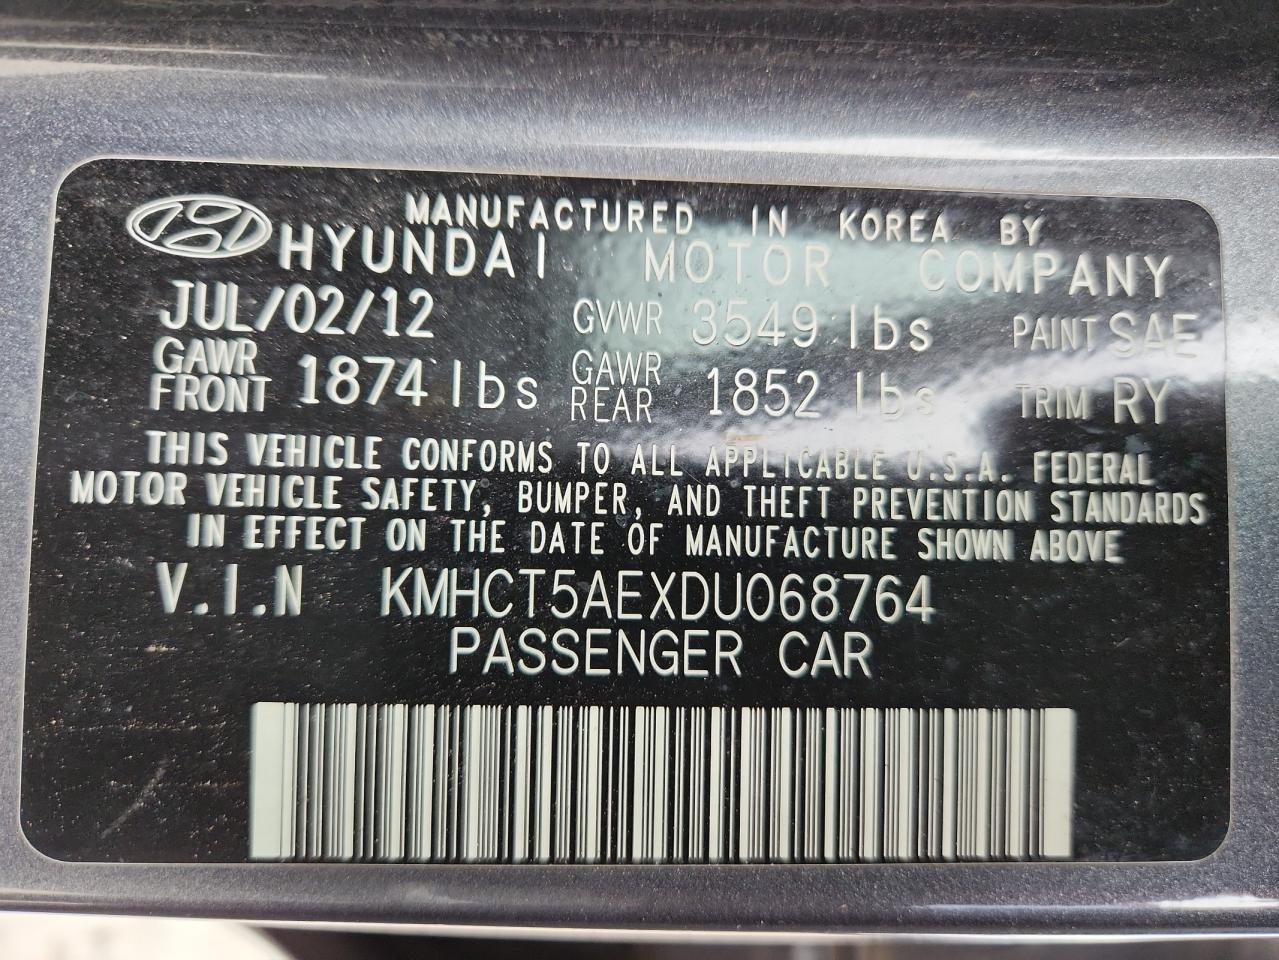 MANUFACTURED IN KOREA BY
HYUNDAI MOTOR COMPANY
JUL/02/12 GVWR 3549 lbs PAINT SAE
GAWR FRONT 1874 lbs GAWR REAR 1852 lbs TRIM RY
THIS VEHICLE CONFORMS TO ALL APPLICABLE U.S.A. FEDERAL
MOTOR VEHICLE SAFETY, BUMPER, AND THEFT PREVENTION STANDARDS
IN EFFECT ON THE DATE OF MANUFACTURE SHOWN ABOVE
V.I.N KMHCT5AEXDU068764
PASSENGER CAR